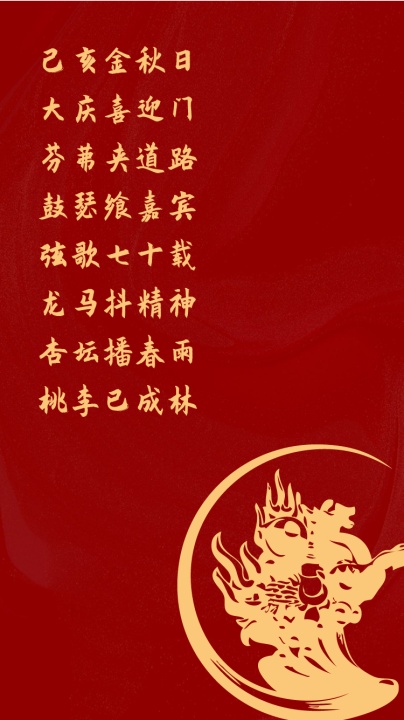 己亥金秋日
大庆喜迎门
芬茀夹道路
鼓瑟飨嘉宾
弦歌七十载
龙马抖精神
杏坛播春雨
桃李已成林